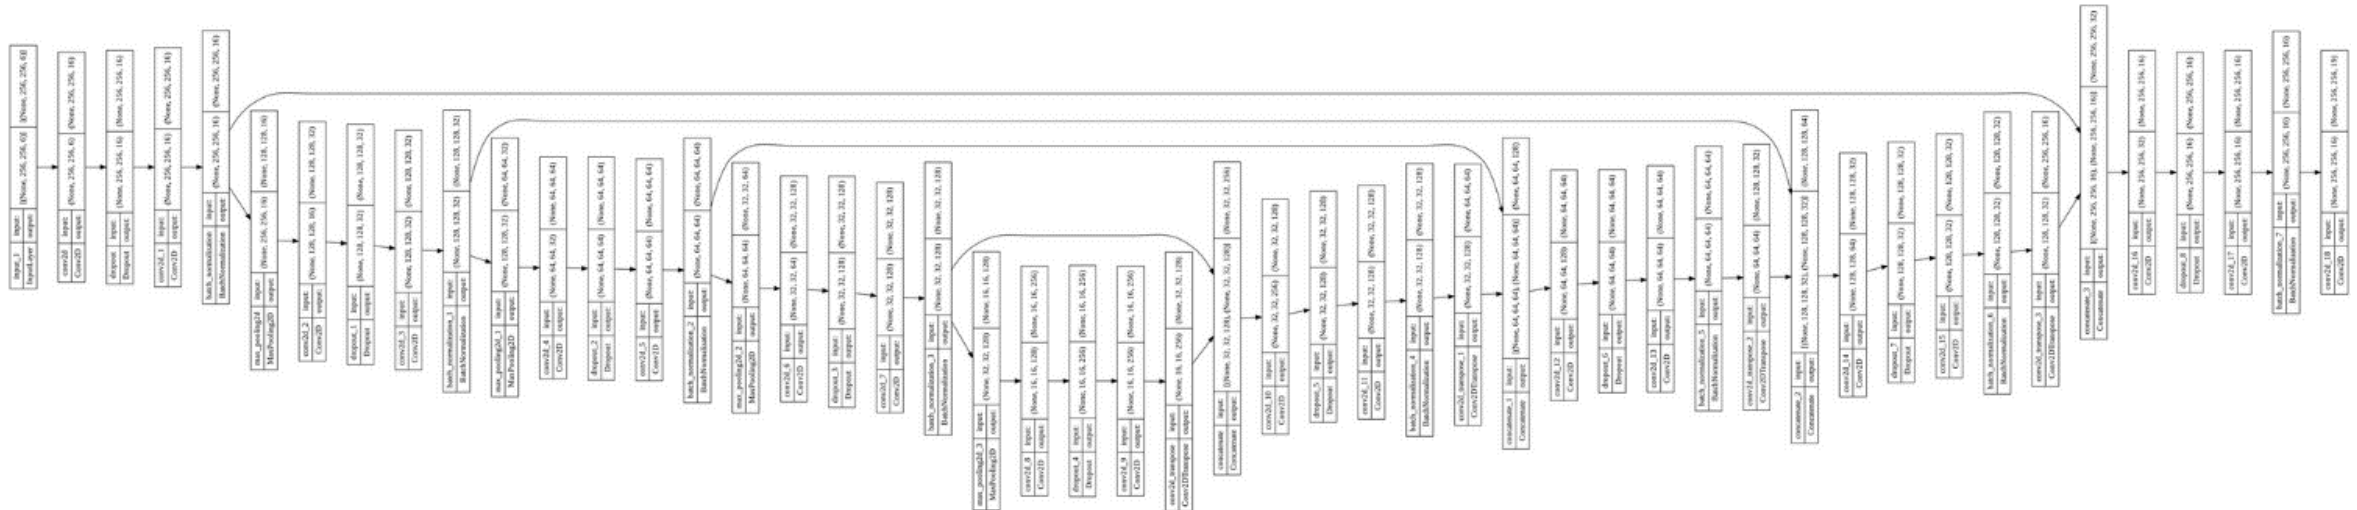 input_1 input: [(None, 256, 256, 6)] [(None, 256, 256, 6)]
InputLayer output:
conv2d input: (None, 256, 256, 6) (None, 256, 256, 16)
Conv2D output:
dropout input: (None, 256, 256, 16) (None, 256, 256, 16)
Dropout output:
conv2d_1 input: (None, 256, 256, 16) (None, 256, 256, 16)
Conv2D output:
batch_normalization input: (None, 256, 256, 16) (None, 256, 256, 16)
BatchNormalization output:
max_pooling2d input: (None, 256, 256, 16) (None, 128, 128, 16)
MaxPooling2D output:
conv2d_2 input: (None, 128, 128, 16) (None, 128, 128, 32)
Conv2D output:
dropout_1 input: (None, 128, 128, 32) (None, 128, 128, 32)
Dropout output:
conv2d_3 input: (None, 128, 128, 32) (None, 128, 128, 32)
Conv2D output:
batch_normalization_1 input: (None, 128, 128, 32) (None, 128, 128, 32)
BatchNormalization output:
max_pooling2d_1 input: (None, 128, 128, 32) (None, 64, 64, 32)
MaxPooling2D output:
conv2d_4 input: (None, 64, 64, 32) (None, 64, 64, 64)
Conv2D output:
dropout_2 input: (None, 64, 64, 64) (None, 64, 64, 64)
Dropout output:
conv2d_5 input: (None, 64, 64, 64) (None, 64, 64, 64)
Conv2D output:
batch_normalization_2 input: (None, 64, 64, 64) (None, 64, 64, 64)
BatchNormalization output:
max_pooling2d_2 input: (None, 64, 64, 64) (None, 32, 32, 64)
MaxPooling2D output:
conv2d_6 input: (None, 32, 32, 64) (None, 32, 32, 128)
Conv2D output:
dropout_3 input: (None, 32, 32, 128) (None, 32, 32, 128)
Dropout output:
conv2d_7 input: (None, 32, 32, 128) (None, 32, 32, 128)
Conv2D output:
batch_normalization_3 input: (None, 32, 32, 128) (None, 32, 32, 128)
BatchNormalization output:
max_pooling2d_3 input: (None, 32, 32, 128) (None, 16, 16, 128)
MaxPooling2D output:
conv2d_8 input: (None, 16, 16, 128) (None, 16, 16, 256)
Conv2D output:
dropout_4 input: (None, 16, 16, 256) (None, 16, 16, 256)
Dropout output:
conv2d_9 input: (None, 16, 16, 256) (None, 16, 16, 256)
Conv2D output:
conv2d_transpose input: (None, 16, 16, 256) (None, 32, 32, 128)
Conv2DTranspose output:
concatenate input: [(None, 32, 32, 128), (None, 32, 32, 128)] (None, 32, 32, 256)
Concatenate output:
conv2d_10 input: (None, 32, 32, 256) (None, 32, 32, 128)
Conv2D output:
dropout_5 input: (None, 32, 32, 128) (None, 32, 32, 128)
Dropout output:
conv2d_11 input: (None, 32, 32, 128) (None, 32, 32, 128)
Conv2D output:
batch_normalization_4 input: (None, 32, 32, 128) (None, 32, 32, 128)
BatchNormalization output:
conv2d_transpose_1 input: (None, 32, 32, 128) (None, 64, 64, 64)
Conv2DTranspose output:
concatenate_1 input: [(None, 64, 64, 64), (None, 64, 64, 64)] (None, 64, 64, 128)
Concatenate output:
conv2d_12 input: (None, 64, 64, 128) (None, 64, 64, 64)
Conv2D output:
dropout_6 input: (None, 64, 64, 64) (None, 64, 64, 64)
Dropout output:
conv2d_13 input: (None, 64, 64, 64) (None, 64, 64, 64)
Conv2D output:
batch_normalization_5 input: (None, 64, 64, 64) (None, 64, 64, 64)
BatchNormalization output:
conv2d_transpose_2 input: (None, 64, 64, 64) (None, 128, 128, 32)
Conv2DTranspose output:
concatenate_2 input: [(None, 128, 128, 32), (None, 128, 128, 32)] (None, 128, 128, 64)
Concatenate output:
conv2d_14 input: (None, 128, 128, 64) (None, 128, 128, 32)
Conv2D output:
dropout_7 input: (None, 128, 128, 32) (None, 128, 128, 32)
Dropout output:
conv2d_15 input: (None, 128, 128, 32) (None, 128, 128, 32)
Conv2D output:
batch_normalization_6 input: (None, 128, 128, 32) (None, 128, 128, 32)
BatchNormalization output:
conv2d_transpose_3 input: (None, 128, 128, 32) (None, 256, 256, 16)
Conv2DTranspose output:
concatenate_3 input: [(None, 256, 256, 16), (None, 256, 256, 16)] (None, 256, 256, 32)
Concatenate output:
conv2d_16 input: (None, 256, 256, 32) (None, 256, 256, 16)
Conv2D output:
dropout_8 input: (None, 256, 256, 16) (None, 256, 256, 16)
Dropout output:
conv2d_17 input: (None, 256, 256, 16) (None, 256, 256, 16)
Conv2D output:
batch_normalization_7 input: (None, 256, 256, 16) (None, 256, 256, 16)
BatchNormalization output:
conv2d_18 input: (None, 256, 256, 16) (None, 256, 256, 19)
Conv2D output: